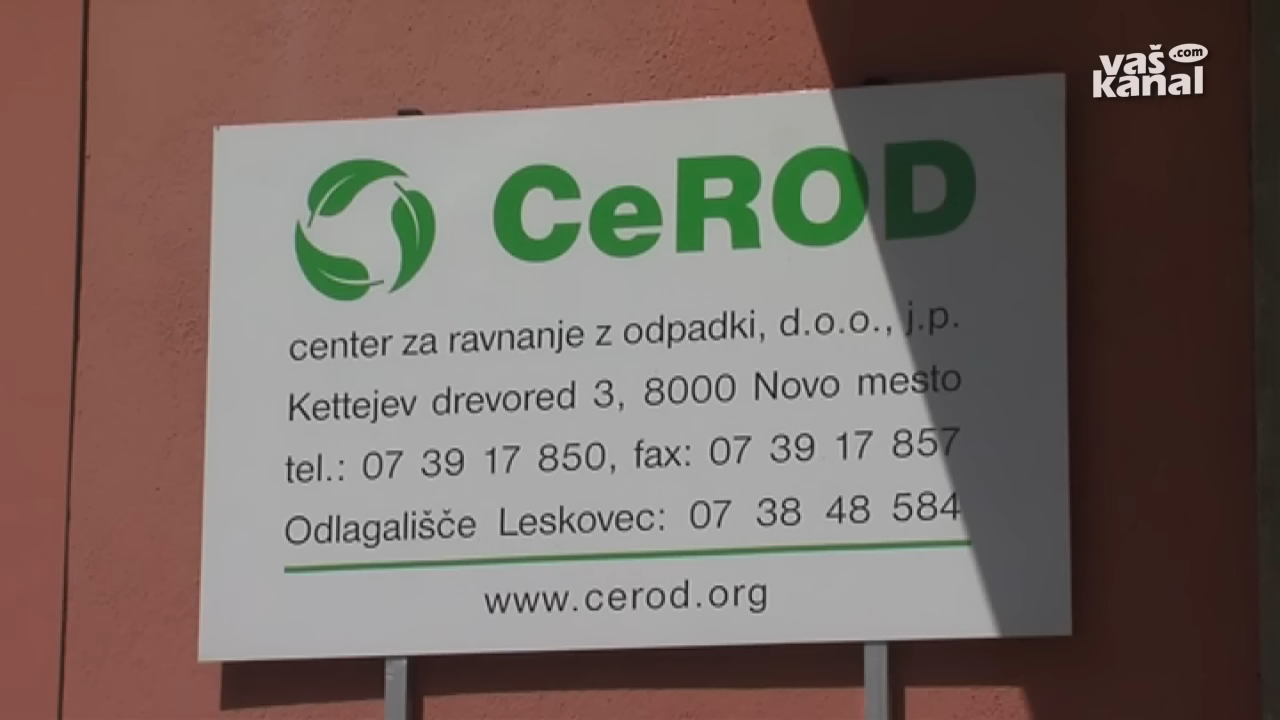 vaš
.com
kanal
CeROD
center za ravnanje z odpadki, d.o.o., j.p.
Kettejev drevored 3, 8000 Novo mesto
tel.: 07 39 17 850, fax: 07 39 17 857
Odlagališče Leskovec: 07 38 48 584
www.cerod.org